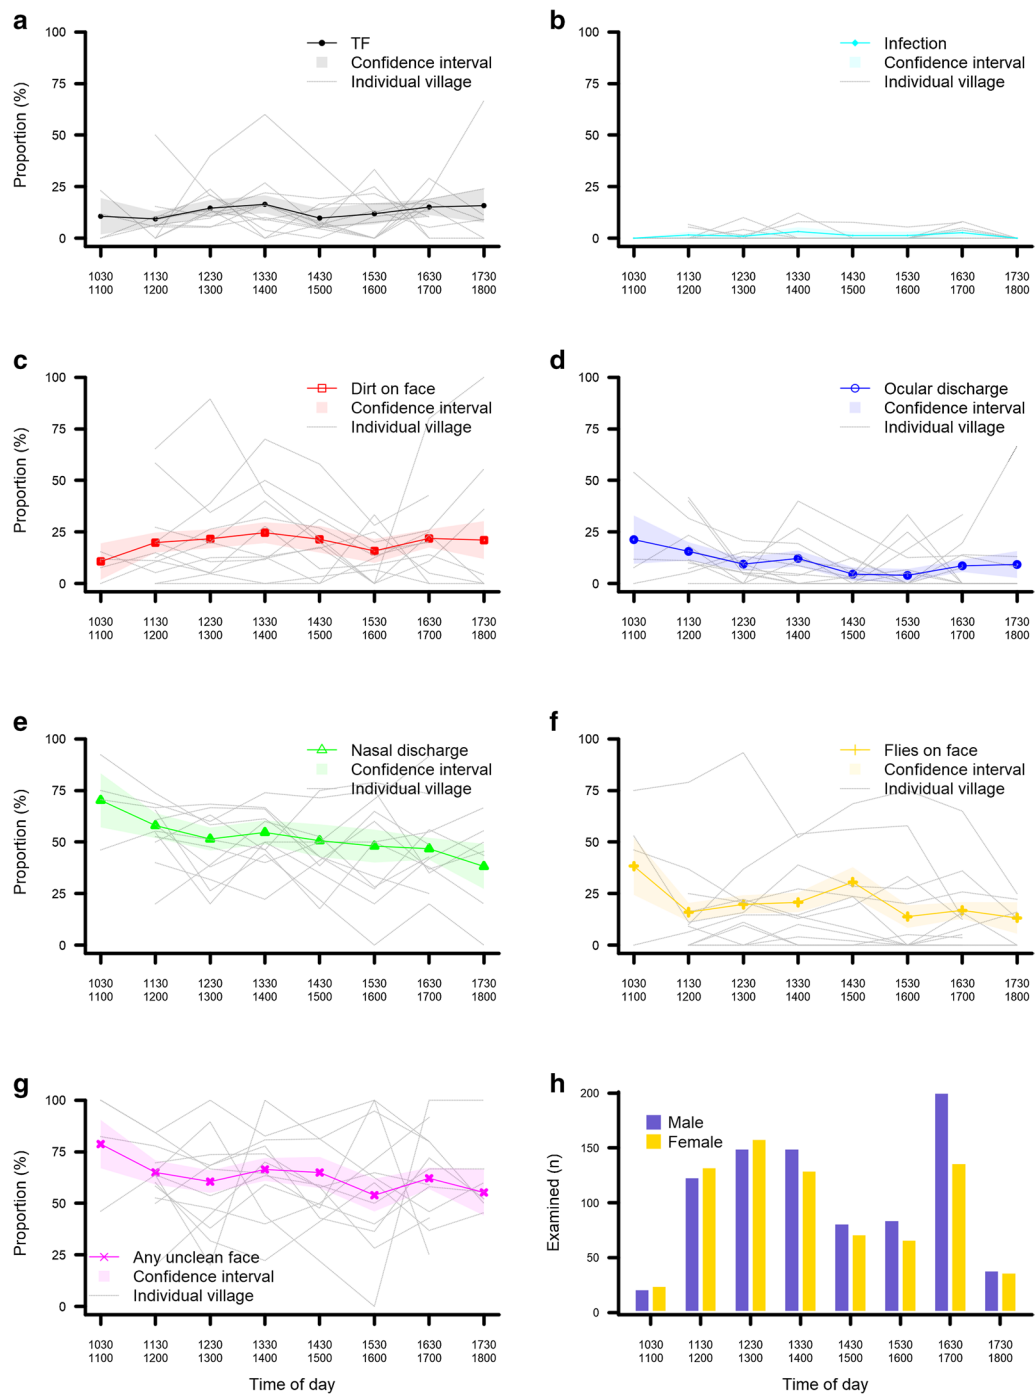 a
100
75
50
25
0
Proportion (%)
TF
Confidence interval
Individual village
1030 1130 1230 1330 1430 1530 1630 1730
1100 1200 1300 1400 1500 1600 1700 1800
b
100
75
50
25
0
Infection
Confidence interval
Individual village
1030 1130 1230 1330 1430 1530 1630 1730
1100 1200 1300 1400 1500 1600 1700 1800
c
100
75
50
25
0
Proportion (%)
Dirt on face
Confidence interval
Individual village
1030 1130 1230 1330 1430 1530 1630 1730
1100 1200 1300 1400 1500 1600 1700 1800
d
100
75
50
25
0
Ocular discharge
Confidence interval
Individual village
1030 1130 1230 1330 1430 1530 1630 1730
1100 1200 1300 1400 1500 1600 1700 1800
e
100
75
50
25
0
Proportion (%)
Nasal discharge
Confidence interval
Individual village
1030 1130 1230 1330 1430 1530 1630 1730
1100 1200 1300 1400 1500 1600 1700 1800
f
100
75
50
25
0
Flies on face
Confidence interval
Individual village
1030 1130 1230 1330 1430 1530 1630 1730
1100 1200 1300 1400 1500 1600 1700 1800
g
100
75
50
25
0
Proportion (%)
Any unclean face
Confidence interval
Individual village
1030 1130 1230 1330 1430 1530 1630 1730
1100 1200 1300 1400 1500 1600 1700 1800
Time of day
h
200
150
100
50
0
Examined (n)
Male
Female
1030 1130 1230 1330 1430 1530 1630 1730
1100 1200 1300 1400 1500 1600 1700 1800
Time of day